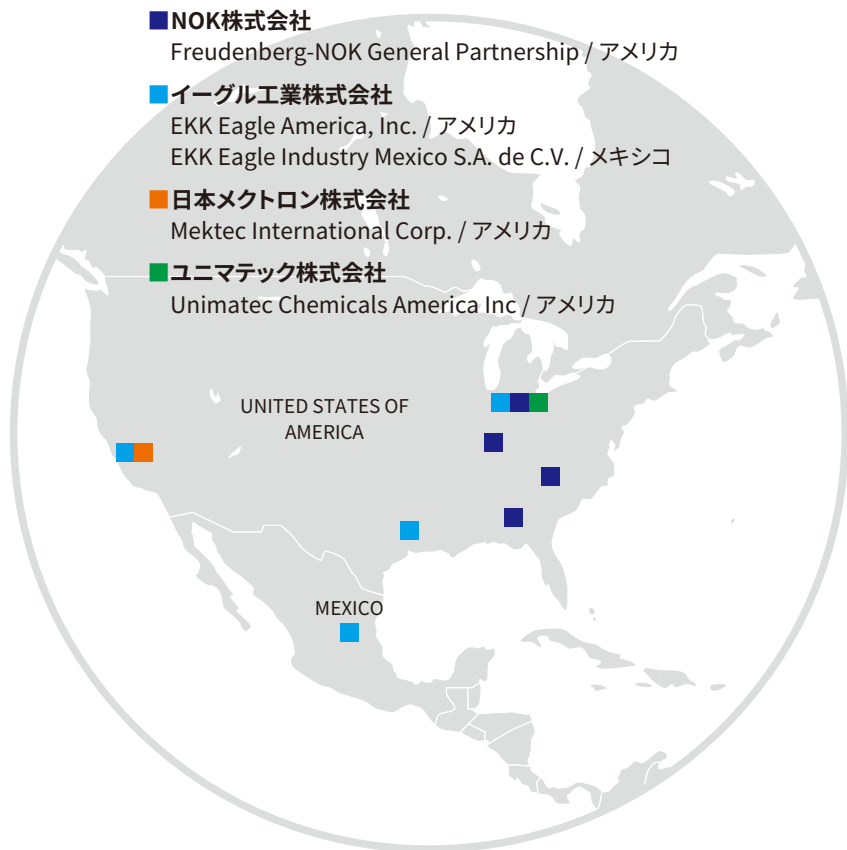 NOK株式会社
Freudenberg-NOK General Partnership / アメリカ
イーグル工業株式会社
EKK Eagle America, Inc. / アメリカ
EKK Eagle Industry Mexico S.A. de C.V. / メキシコ
日本メクトロン株式会社
Mektec International Corp. / アメリカ
ユニマテック株式会社
Unimatec Chemicals America Inc / アメリカ
UNITED STATES OF
AMERICA
MEXICO